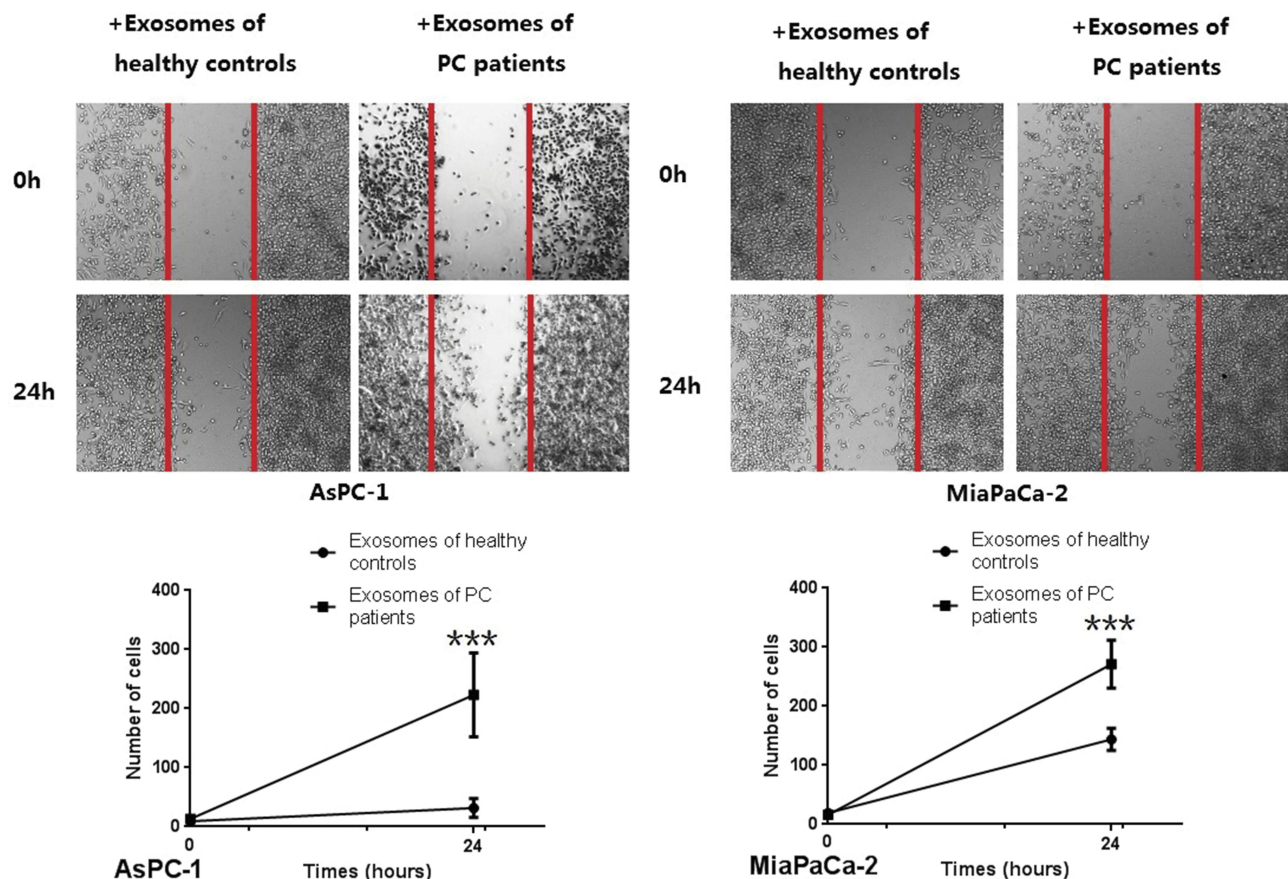 +Exosomes of
healthy controls
+Exosomes of
PC patients
0h
24h
AsPC-1
Exosomes of healthy
controls
Exosomes of PC
patients
400
300
200
100
0
Number of cells
***
0
24
Times (hours)
AsPC-1
+Exosomes of
healthy controls
+Exosomes of
PC patients
0h
24h
MiaPaCa-2
Exosomes of healthy
controls
Exosomes of PC
patients
400
300
200
100
0
Number of cells
***
0
24
Times (hours)
MiaPaCa-2